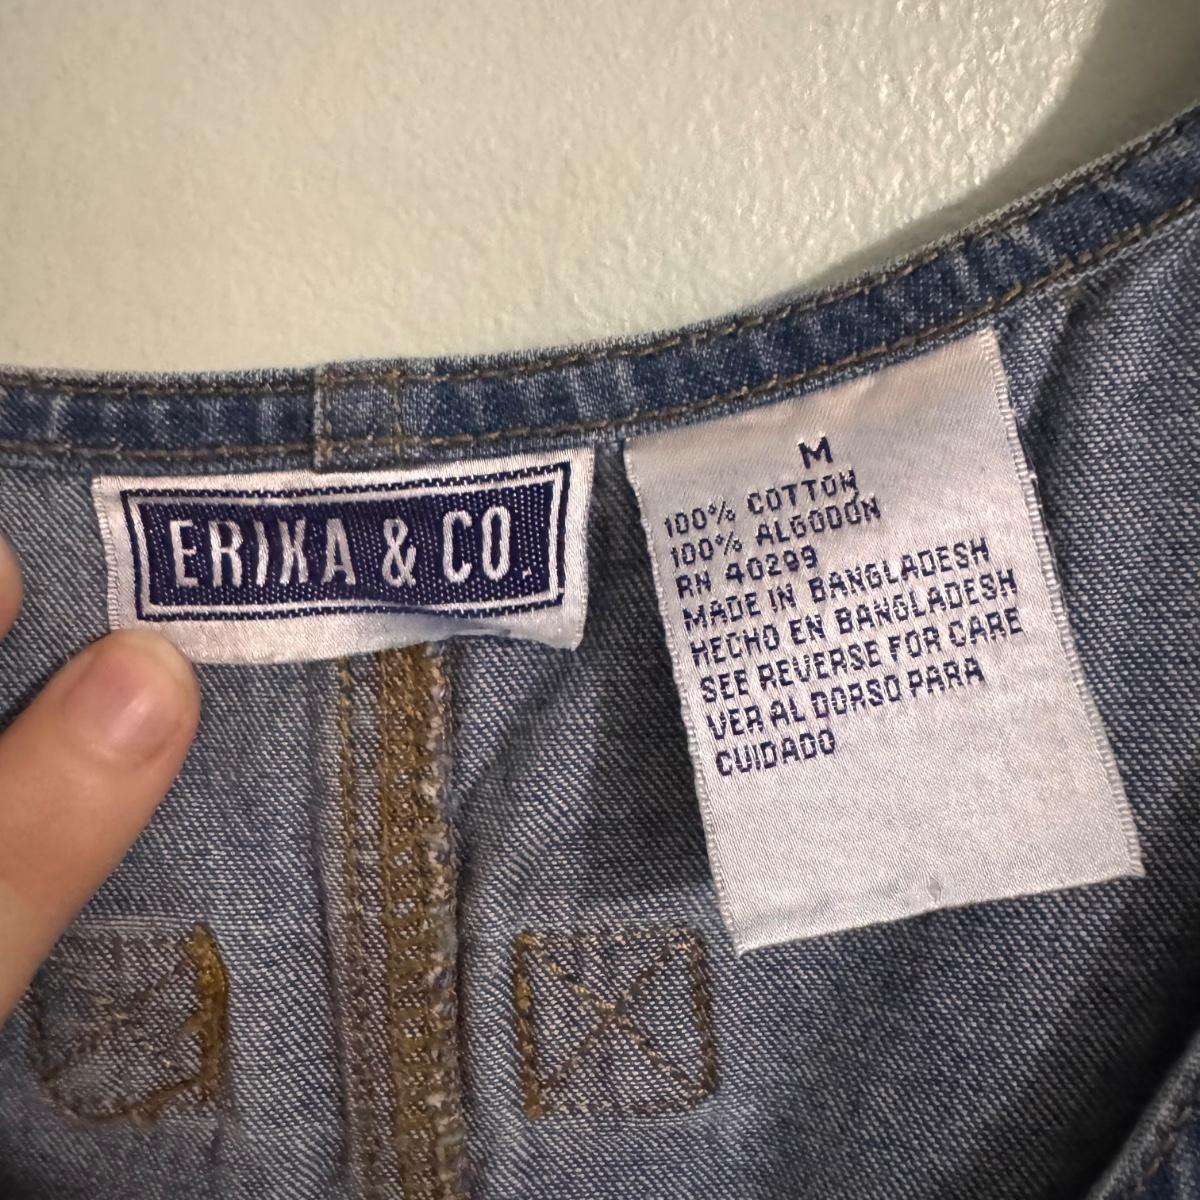 ERIKA & CO.
M
100% COTTON
100% ALGODÓN
RN 40299
MADE IN BANGLADESH
HECHO EN BANGLADESH
SEE REVERSE FOR CARE
VER AL DORSO PARA
CUIDADO